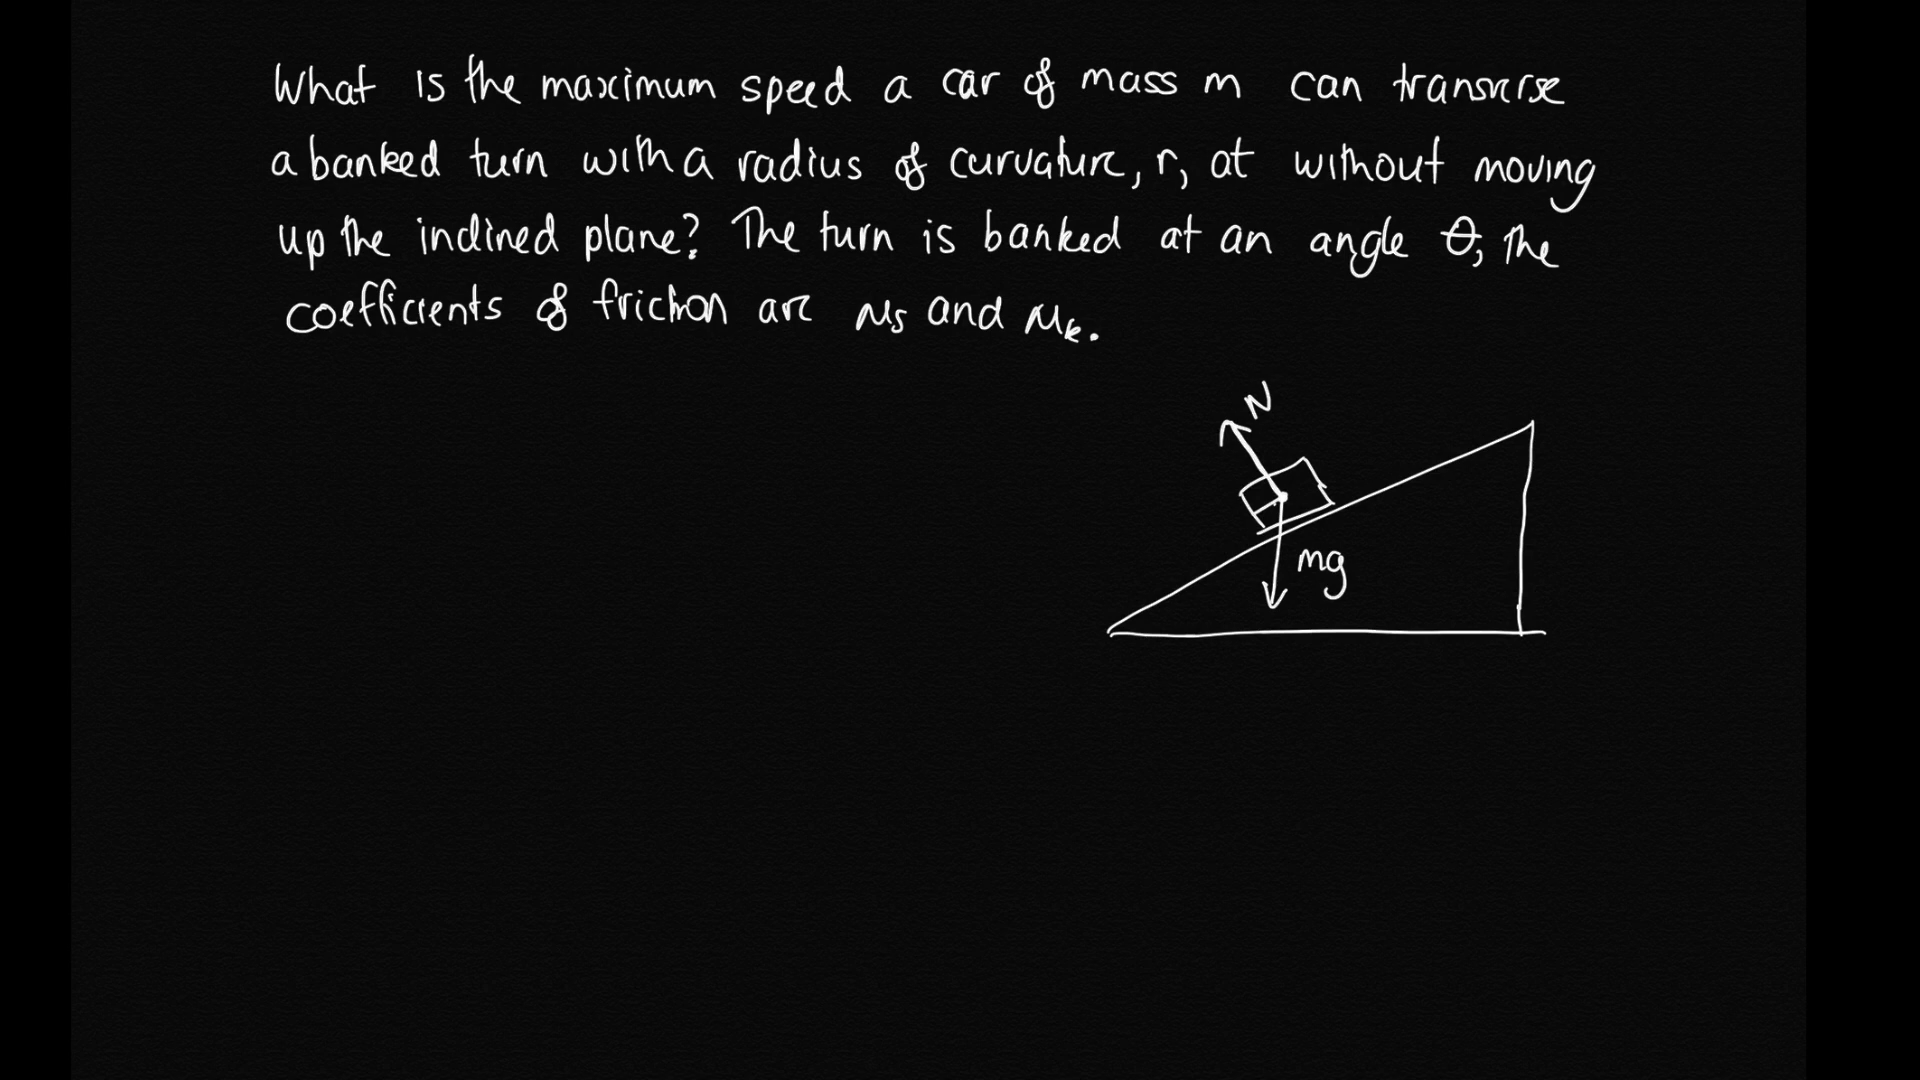 What is the maximum speed a car of mass m can transverse
a banked turn with a radius of curvature, r, at without moving
up the inclined plane? The turn is banked at an angle θ, the
coefficients of friction are μs and μk.
N
mg